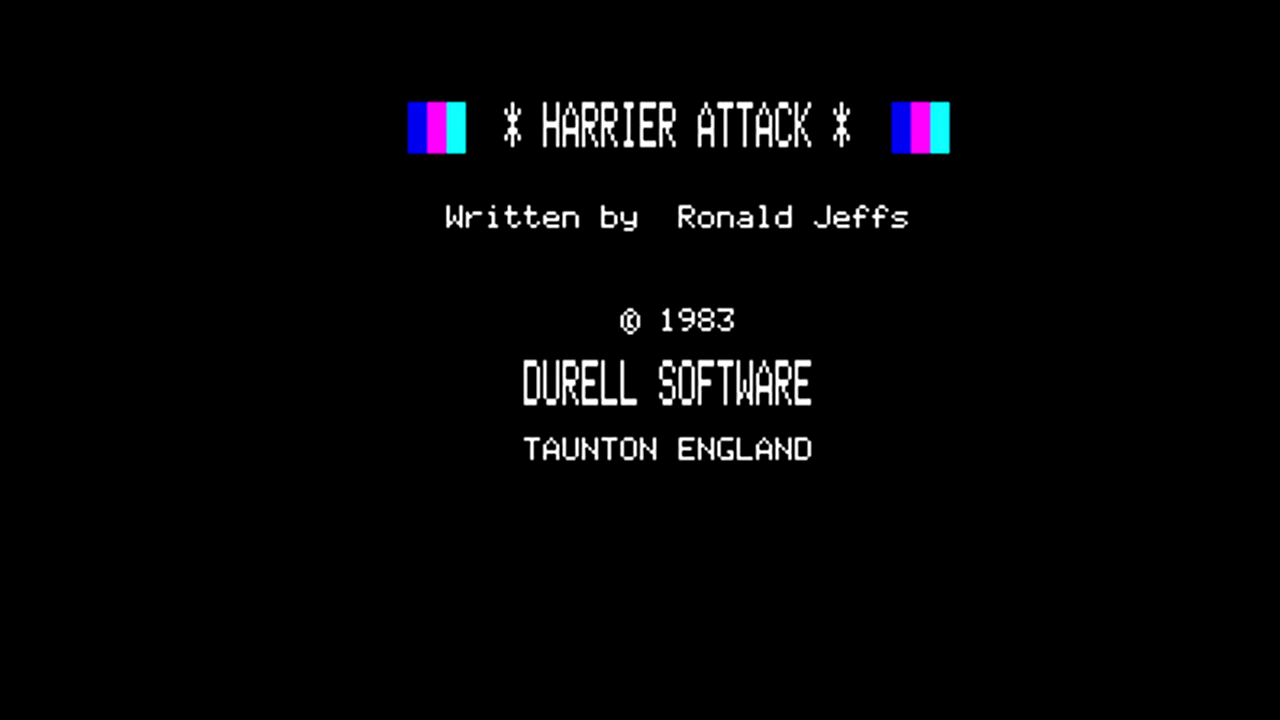 * HARRIER ATTACK *
Written by  Ronald Jeffs
© 1983
DURELL SOFTWARE
TAUNTON ENGLAND